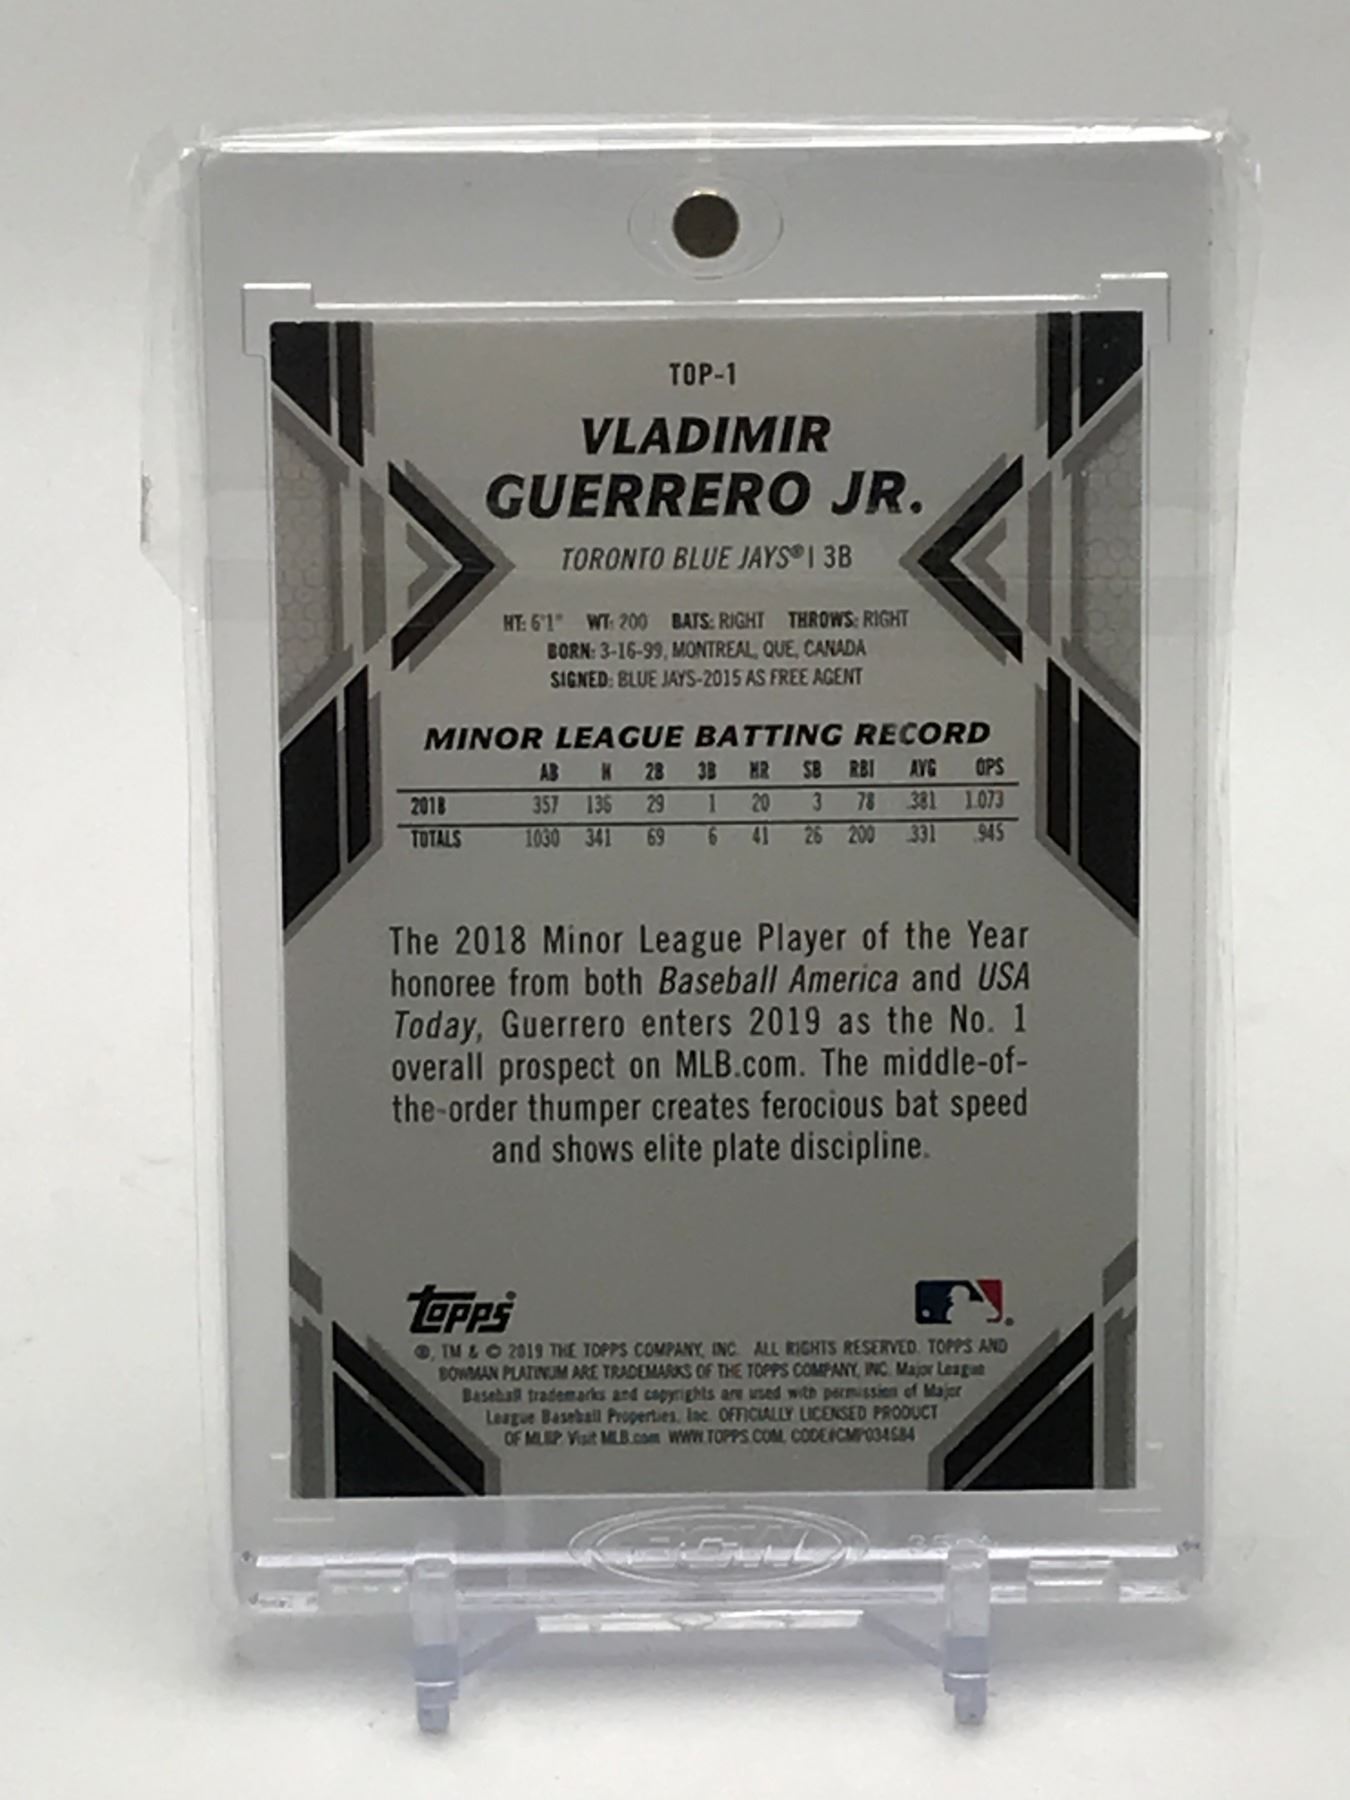 TOP-1
VLADIMIR
GUERRERO JR.
TORONTO BLUE JAYS® | 3B
HT: 6'1" WT: 200 BATS: RIGHT THROWS: RIGHT
BORN: 3-16-99, MONTREAL, QUE, CANADA
SIGNED: BLUE JAYS-2015 AS FREE AGENT
MINOR LEAGUE BATTING RECORD
AB H 2B 3B HR SB RBI AVG OPS
2018 357 136 29 1 20 3 78 .381 1.073
TOTALS 1030 341 69 6 41 26 200 .331 .945
The 2018 Minor League Player of the Year
honoree from both Baseball America and USA
Today, Guerrero enters 2019 as the No. 1
overall prospect on MLB.com. The middle-of-
the-order thumper creates ferocious bat speed
and shows elite plate discipline.
topps
®, TM & © 2019 THE TOPPS COMPANY, INC. ALL RIGHTS RESERVED. TOPPS AND
BOWMAN PLATINUM ARE TRADEMARKS OF THE TOPPS COMPANY, INC. Major League
Baseball trademarks and copyrights are used with permission of Major
League Baseball Properties, Inc. OFFICIALLY LICENSED PRODUCT
OF MLBP. Visit MLB.com WWW.TOPPS.COM, CODE#CMP034684
BCW